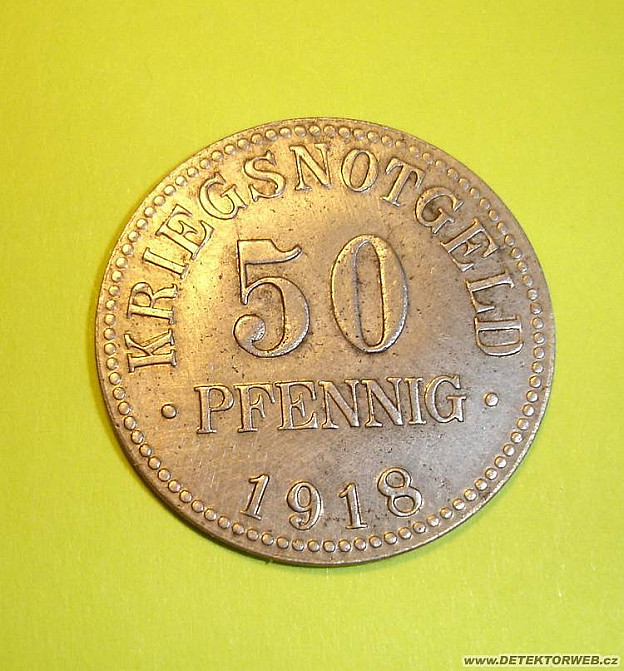 KRIEGSNOTGELD
50
· PFENNIG ·
1918
www.DETEKTORWEB.cz